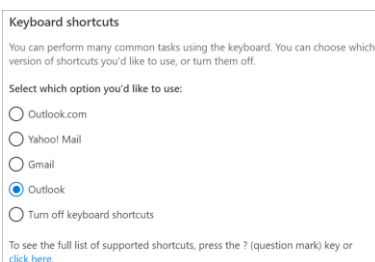 Keyboard shortcuts
You can perform many common tasks using the keyboard. You can choose which
version of shortcuts you'd like to use, or turn them off.
Select which option you'd like to use:
Outlook.com
Yahoo! Mail
Gmail
Outlook
Turn off keyboard shortcuts
To see the full list of supported shortcuts, press the ? (question mark) key or
click here.